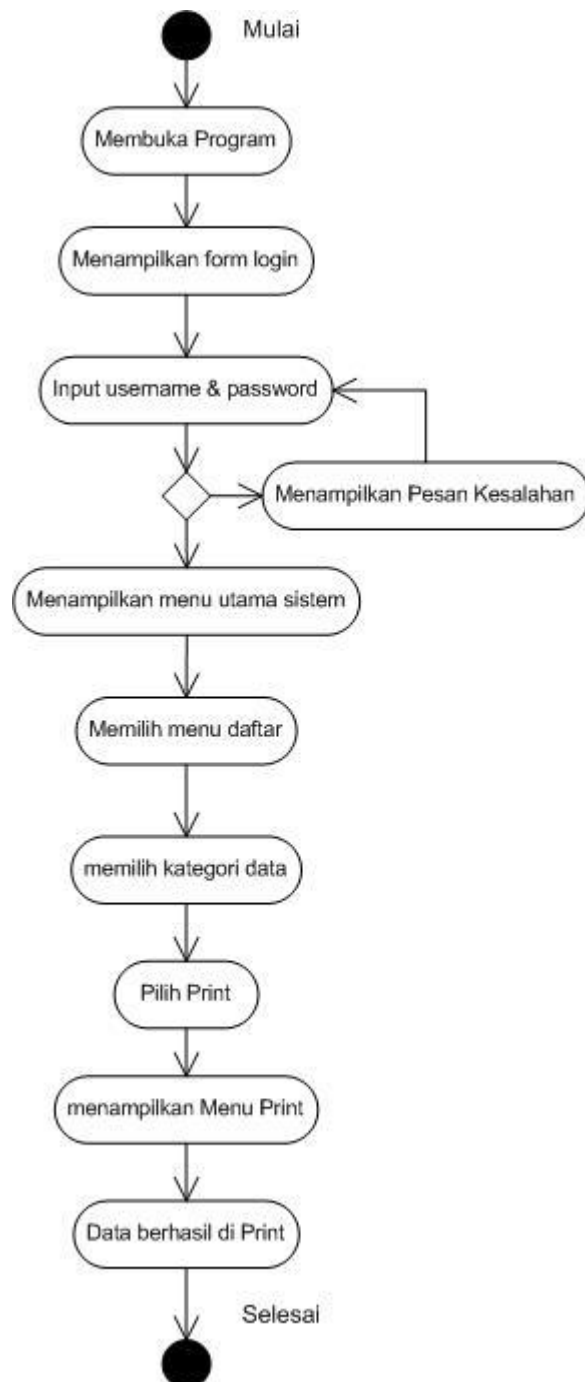 Mulai
Membuka Program
Menampilkan form login
Input username & password
Menampilkan Pesan Kesalahan
Menampilkan menu utama sistem
Memilih menu daftar
memilih kategori data
Pilih Print
menampilkan Menu Print
Data berhasil di Print
Selesai